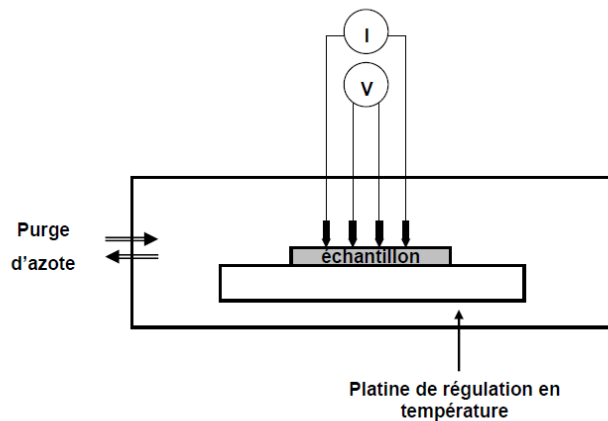 I
V
Purge
d'azote
échantillon
Platine de régulation en
température